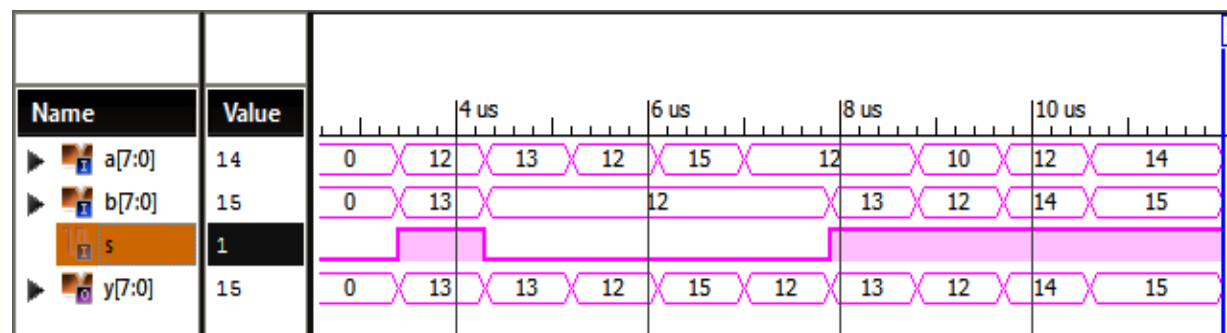 4 us 6 us 8 us 10 us
Name Value
a[7:0] 14 0 12 13 12 15 12 10 12 14
b[7:0] 15 0 13 12 13 12 14 15
s 1
y[7:0] 15 0 13 13 12 15 12 13 12 14 15